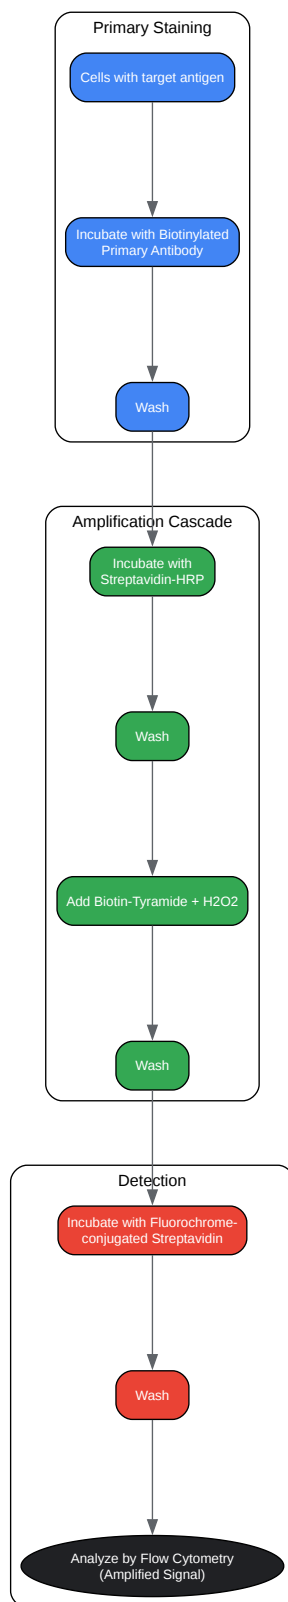 Primary Staining
Cells with target antigen
Incubate with Biotinylated
Primary Antibody
Wash
Amplification Cascade
Incubate with
Streptavidin-HRP
Wash
Add Biotin-Tyramide + H2O2
Wash
Detection
Incubate with Fluorochrome-
conjugated Streptavidin
Wash
Analyze by Flow Cytometry
(Amplified Signal)